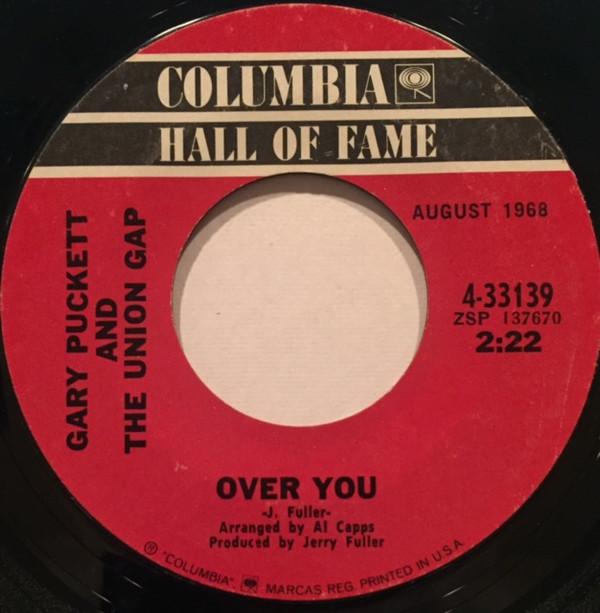 COLUMBIA
HALL OF FAME
AUGUST 1968
GARY PUCKETT
AND
THE UNION GAP
4-33139
ZSP 137670
2:22
OVER YOU
-J. Fuller-
Arranged by Al Capps
Produced by Jerry Fuller
® "COLUMBIA", MARCAS REG. PRINTED IN U.S.A.